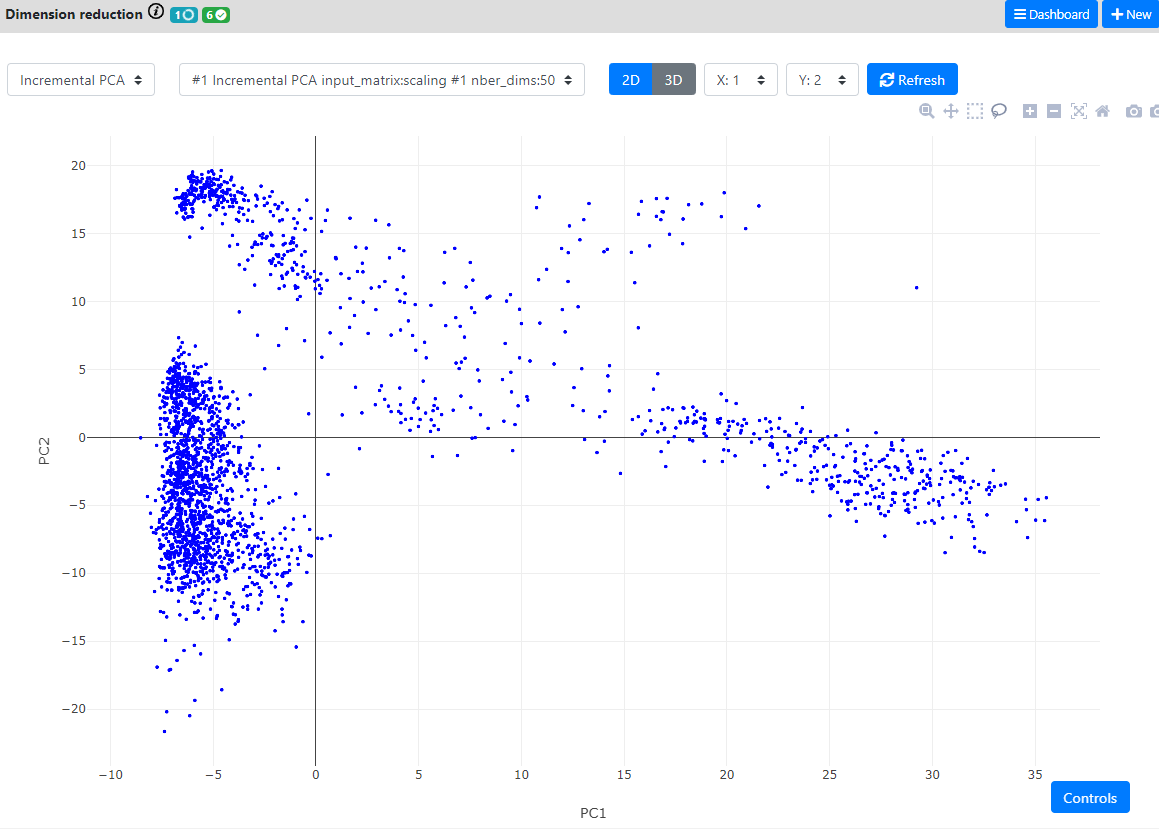 Dimension reduction i 1 6 Dashboard New
Incremental PCA #1 Incremental PCA input_matrix:scaling #1 nber_dims:50 2D 3D X: 1 Y: 2 Refresh
20
15
10
5
0
−5
−10
−15
−20
PC2
−10 −5 0 5 10 15 20 25 30 35
PC1
Controls